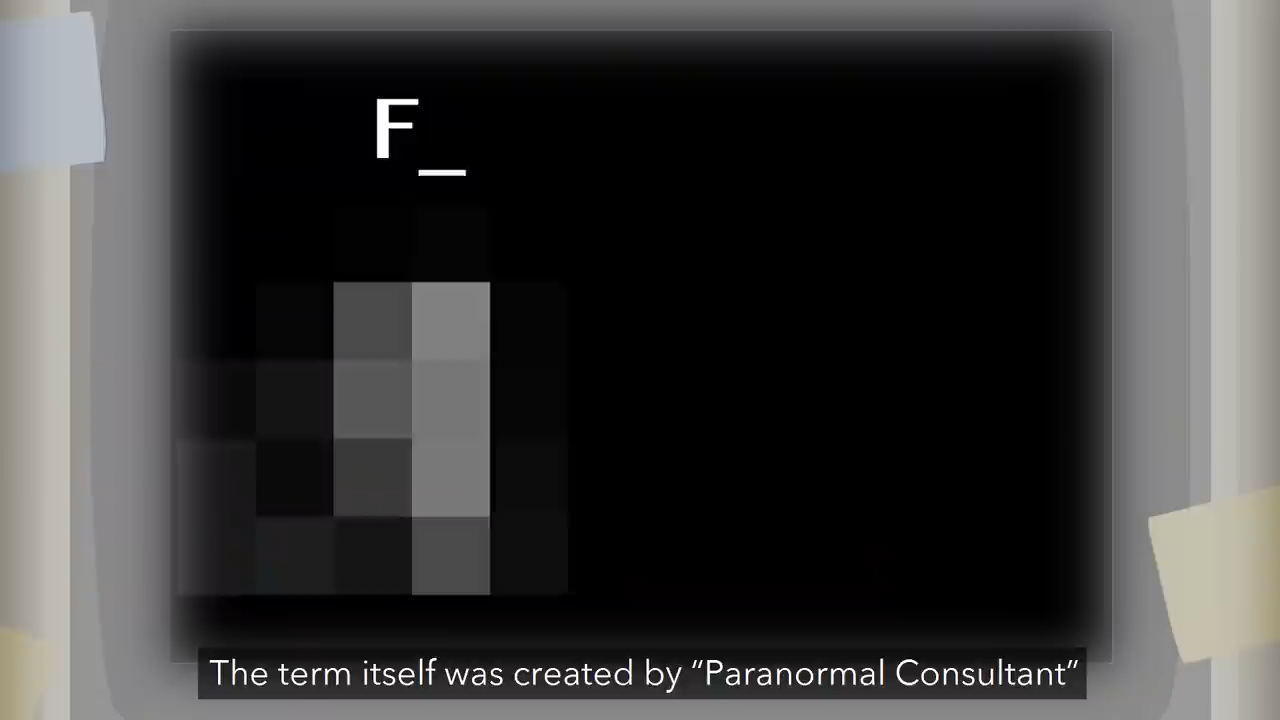 F_
The term itself was created by “Paranormal Consultant”